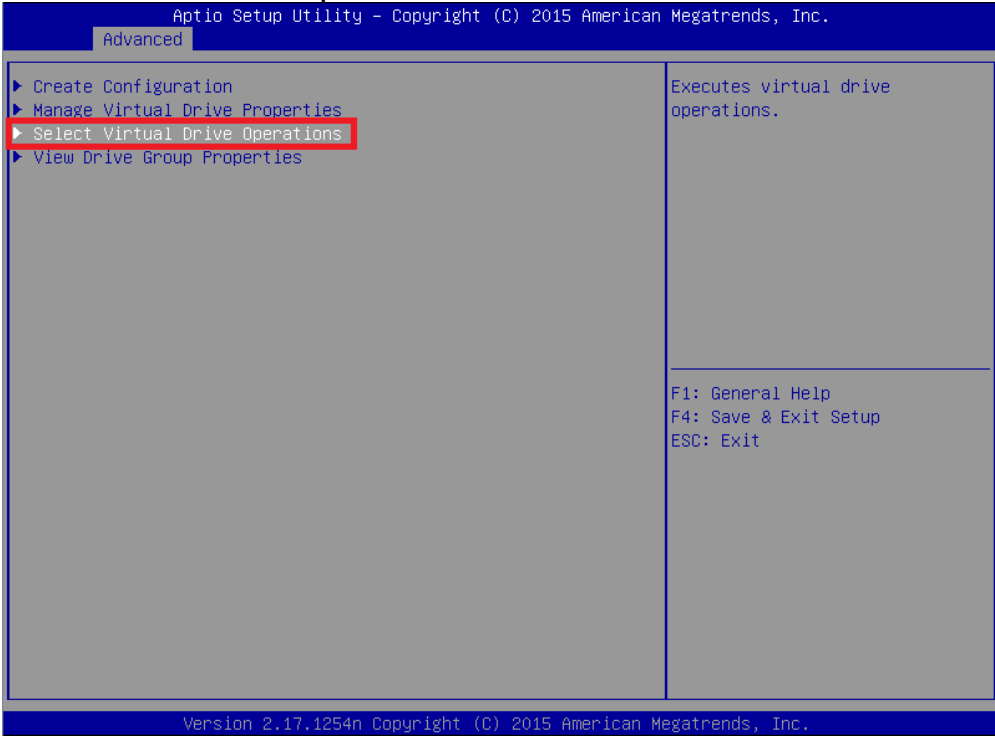 Aptio Setup Utility – Copyright (C) 2015 American Megatrends, Inc.
Advanced
Create Configuration
Manage Virtual Drive Properties
Select Virtual Drive Operations
View Drive Group Properties
Executes virtual drive
operations.
F1: General Help
F4: Save & Exit Setup
ESC: Exit
Version 2.17.1254n Copyright (C) 2015 American Megatrends, Inc.